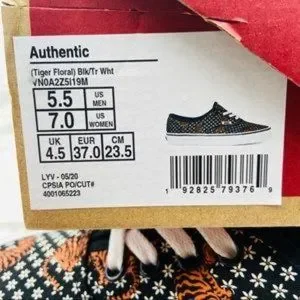 Authentic
(Tiger Floral) Blk/Tr Wht
VN0A2Z5I19M
5.5 US MEN
7.0 US WOMEN
UK EUR CM
4.5 37.0 23.5
LYV - 05/20
CPSIA PO/CUT#
4001065223
1 92825 79376 9